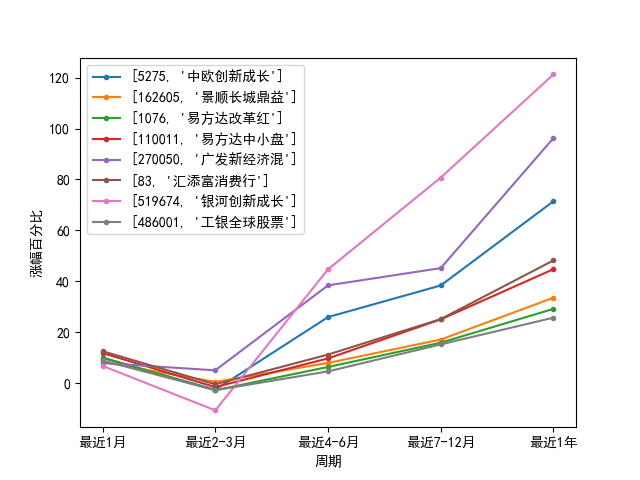 [5275, '中欧创新成长']
[162605, '景顺长城鼎益']
[1076, '易方达改革红']
[110011, '易方达中小盘']
[270050, '广发新经济混']
[83, '汇添富消费行']
[519674, '银河创新成长']
[486001, '工银全球股票']
涨幅百分比
120
100
80
60
40
20
0
最近1月
最近2-3月
最近4-6月
最近7-12月
最近1年
周期